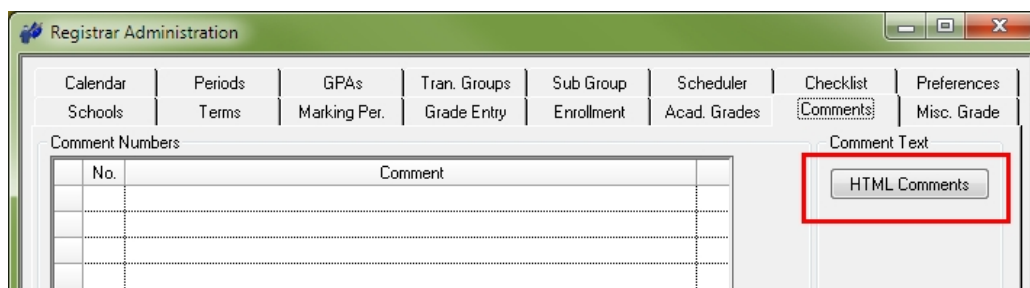 Registrar Administration
Calendar Periods GPAs Tran. Groups Sub Group Scheduler Checklist Preferences
Schools Terms Marking Per. Grade Entry Enrollment Acad. Grades Comments Misc. Grade
Comment Numbers Comment Text
No. Comment
HTML Comments